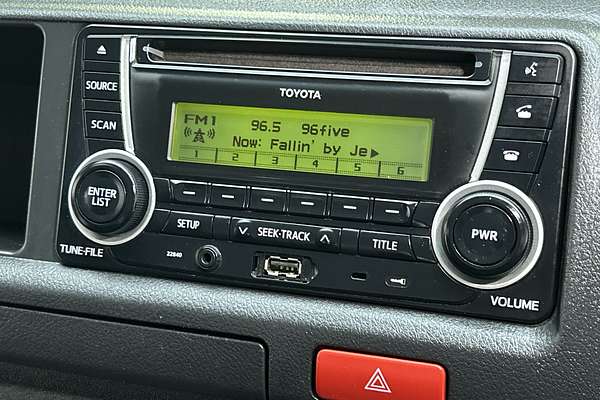 SOURCE
SCAN
TOYOTA
FM1
96.5 96five
Now: Fallin' by Je
1 2 3 4 5 6
ENTER
LIST
SETUP
SEEK·TRACK
TITLE
PWR
TUNE·FILE
22840
VOLUME